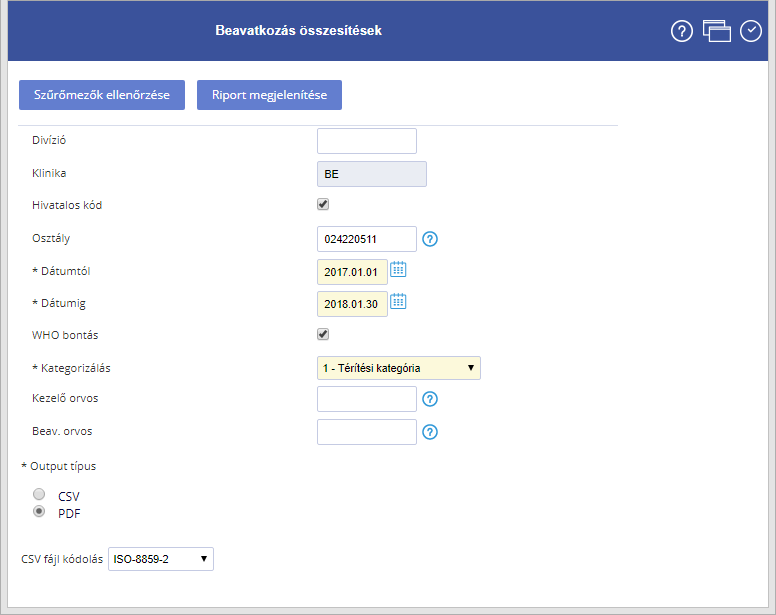 Beavatkozás összesítések
Szűrőmezők ellenőrzése Riport megjelenítése
Divízió
Klinika BE
Hivatalos kód
Osztály 024220511
* Dátumtól 2017.01.01
* Dátumig 2018.01.30
WHO bontás
* Kategorizálás 1 - Térítési kategória
Kezelő orvos
Beav. orvos
* Output típus
CSV
PDF
CSV fájl kódolás ISO-8859-2